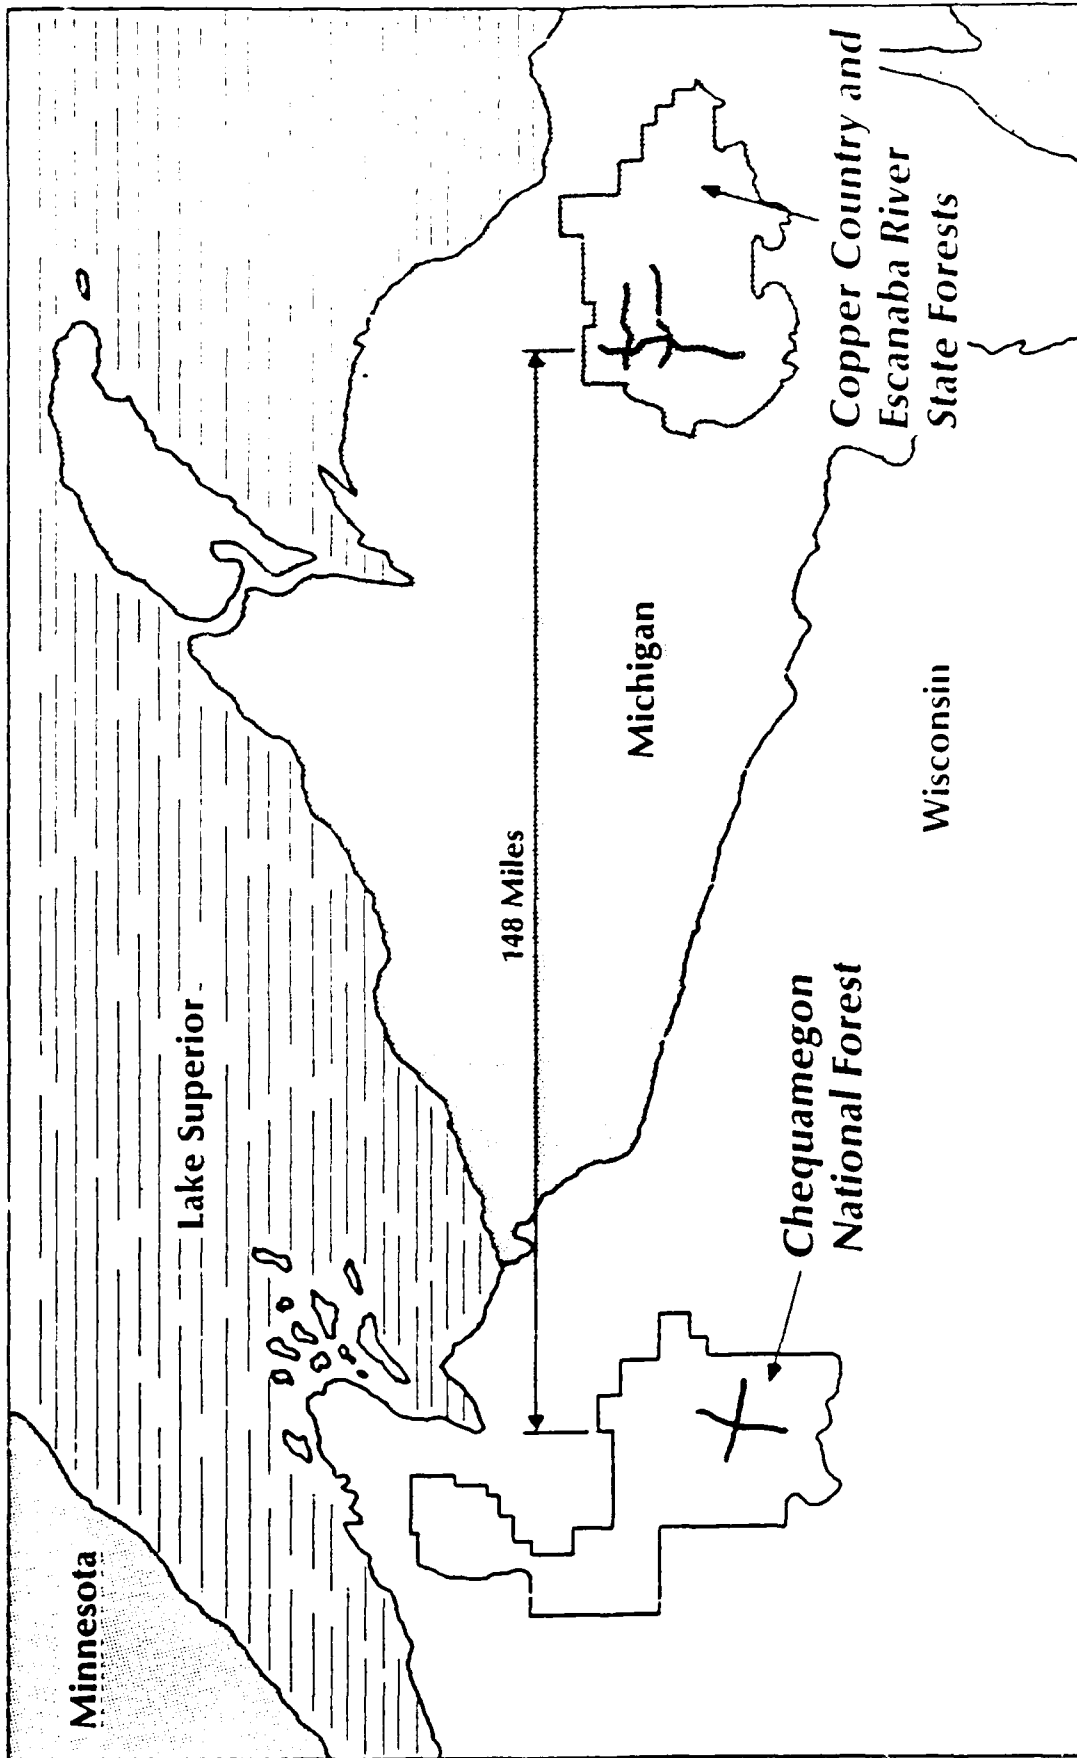 Minnesota
Lake Superior
148 Miles
Michigan
Wisconsin
Chequamegon
National Forest
Copper Country and
Escanaba River
State Forests